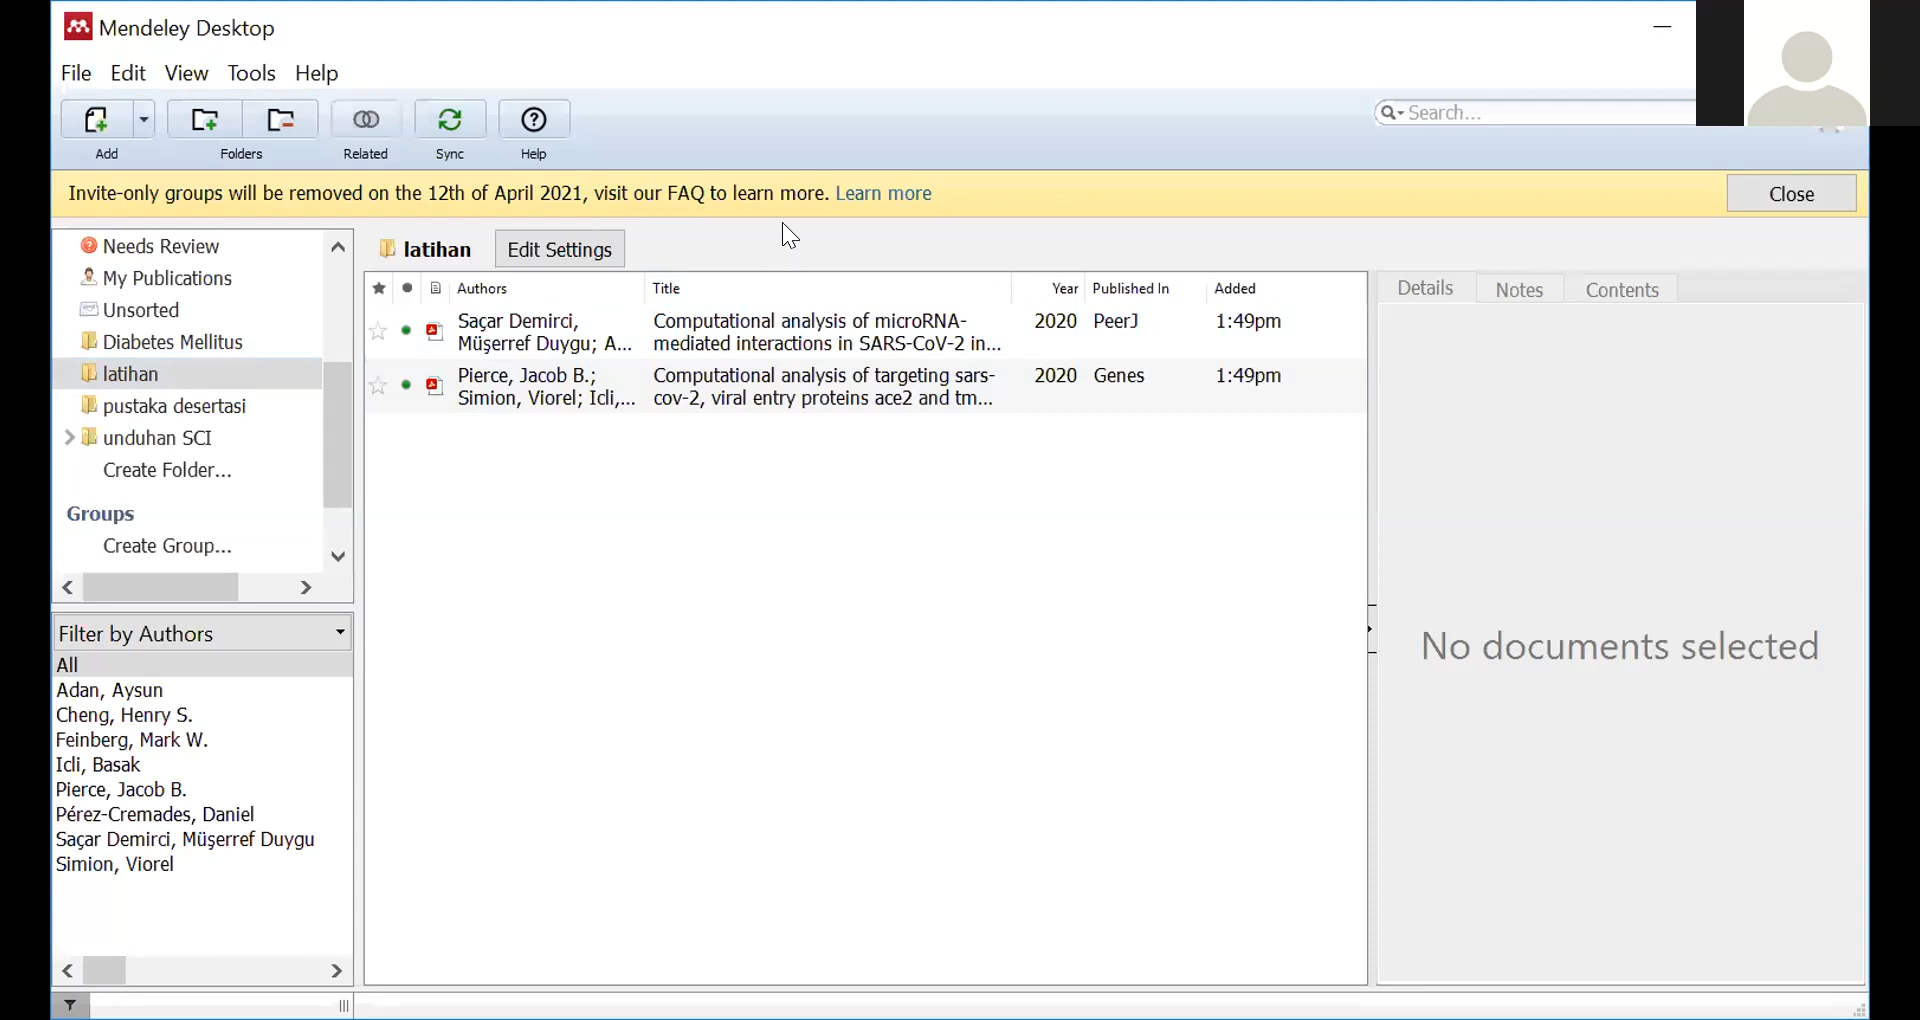 Mendeley Desktop
File Edit View Tools Help
Search...
Add Folders Related Sync Help
Invite-only groups will be removed on the 12th of April 2021, visit our FAQ to learn more. Learn more
Close
Needs Review
My Publications
Unsorted
Diabetes Mellitus
latihan
pustaka desertasi
unduhan SCI
Create Folder...
Groups
Create Group...
Filter by Authors
All
Adan, Aysun
Cheng, Henry S.
Feinberg, Mark W.
Icli, Basak
Pierce, Jacob B.
Pérez-Cremades, Daniel
Saçar Demirci, Müşerref Duygu
Simion, Viorel
latihan Edit Settings
Authors Title Year Published In Added
Saçar Demirci, Computational analysis of microRNA- 2020 PeerJ 1:49pm
Müşerref Duygu; A... mediated interactions in SARS-CoV-2 in...
Pierce, Jacob B.; Computational analysis of targeting sars- 2020 Genes 1:49pm
Simion, Viorel; Icli,... cov-2, viral entry proteins ace2 and tm...
Details Notes Contents
No documents selected